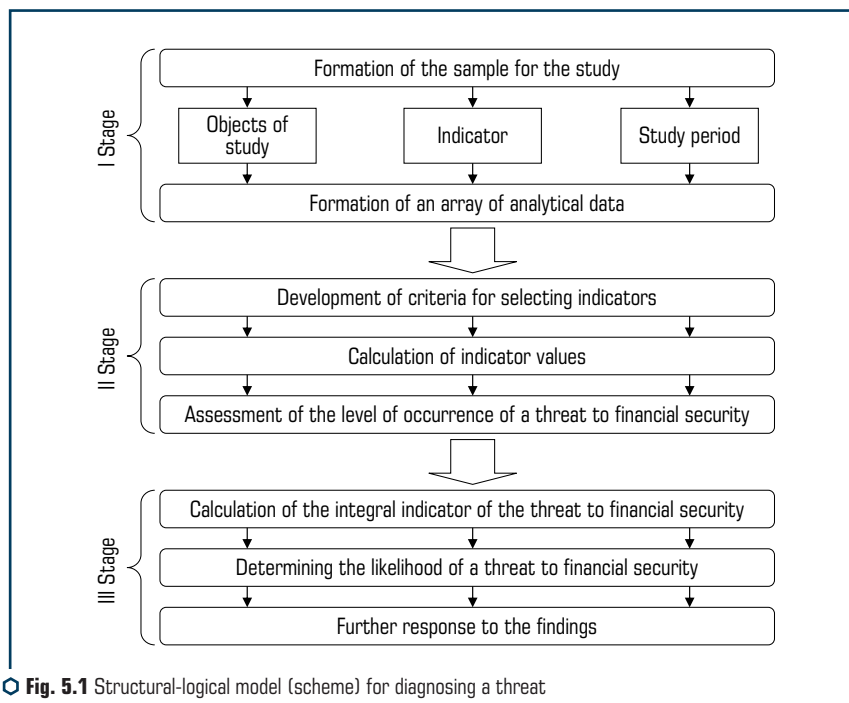 I Stage
Formation of the sample for the study
Objects of
study
Indicator
Study period
Formation of an array of analytical data
II Stage
Development of criteria for selecting indicators
Calculation of indicator values
Assessment of the level of occurrence of a threat to financial security
III Stage
Calculation of the integral indicator of the threat to financial security
Determining the likelihood of a threat to financial security
Further response to the findings
Fig. 5.1 Structural-logical model (scheme) for diagnosing a threat